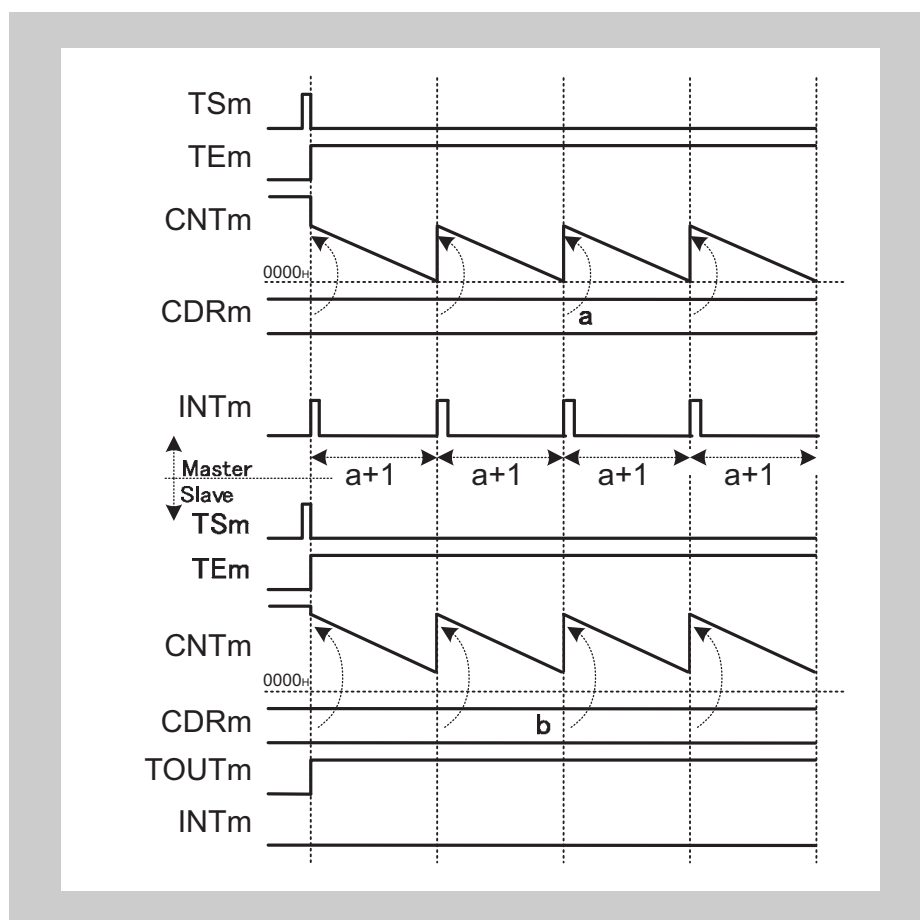 TSm
TEm
CNTm
0000H
CDRm
a
INTm
a+1 a+1 a+1 a+1
Master
Slave
TSm
TEm
CNTm
0000H
CDRm
b
TOUTm
INTm